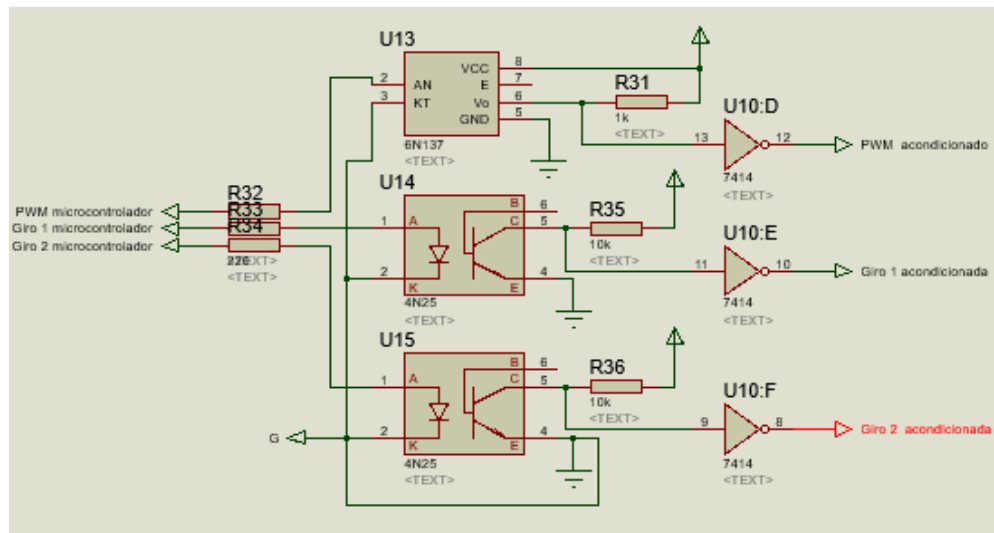 U13
VCC 8
2 AN E 7
3 KT Vo 6
GND 5
6N137
<TEXT>
R31
1k
<TEXT>
U10:D
13 12
7414
<TEXT>
PWM acondicionado
R32
R33
R34
<TEXT>
<TEXT>
PWM microcontrolador
Giro 1 microcontrolador
Giro 2 microcontrolador
U14
B 6
1 A C 5
2 K E 4
4N25
<TEXT>
R35
10k
<TEXT>
U10:E
11 10
7414
<TEXT>
Giro 1 acondicionada
U15
B 6
1 A C 5
2 K E 4
4N25
<TEXT>
R36
10k
<TEXT>
U10:F
9 8
7414
<TEXT>
Giro 2 acondicionada
G